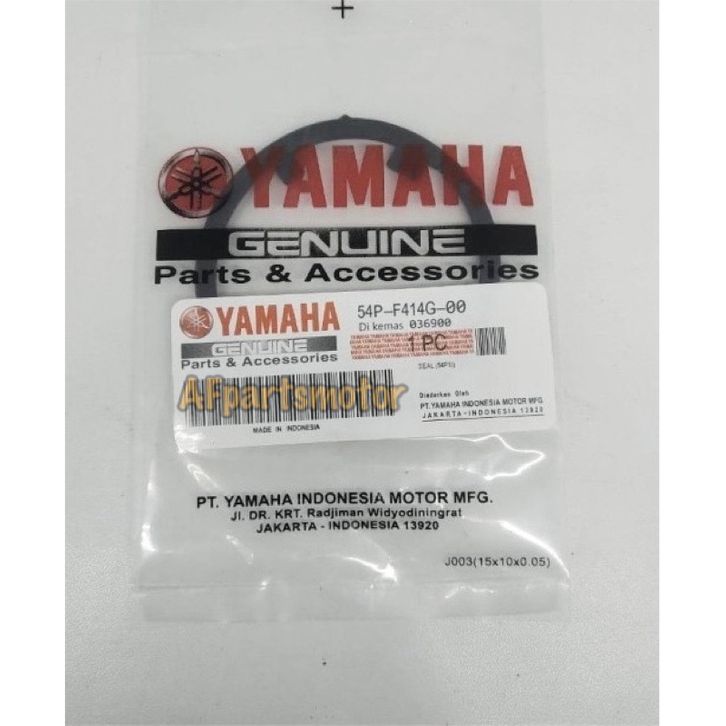 YAMAHA
GENUINE
Parts & Accessories
YAMAHA
GENUINE
Parts & Accessories
54P-F414G-00
Di kemas 036900
1 PC
SEAL (54P1)
AFpartsmotor
MADE IN INDONESIA
Diedarkan Oleh
PT.YAMAHA INDONESIA MOTOR MFG
JAKARTA-INDONESIA 13920
PT. YAMAHA INDONESIA MOTOR MFG.
Jl. DR. KRT. Radjiman Widyodiningrat
JAKARTA - INDONESIA 13920
J003(15x10x0.05)